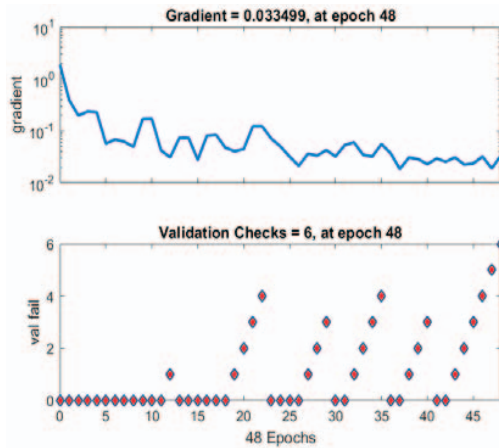 Gradient = 0.033499, at epoch 48
10^1
10^0
10^-1
10^-2
gradient
Validation Checks = 6, at epoch 48
6
4
2
0
val fail
0 5 10 15 20 25 30 35 40 45
48 Epochs